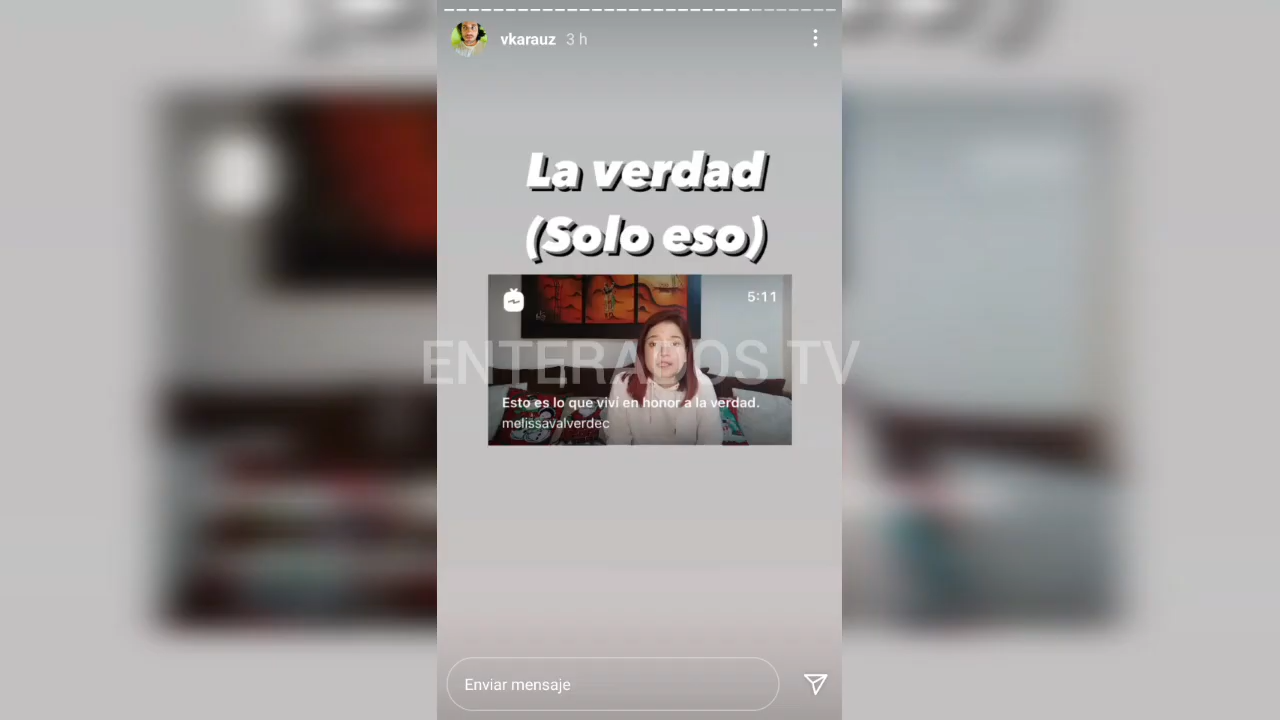 vkarauz 3 h
La verdad
(Solo eso)
5:11
ENTERADOS TV
Esto es lo que viví en honor a la verdad.
melissavalverdec
Enviar mensaje